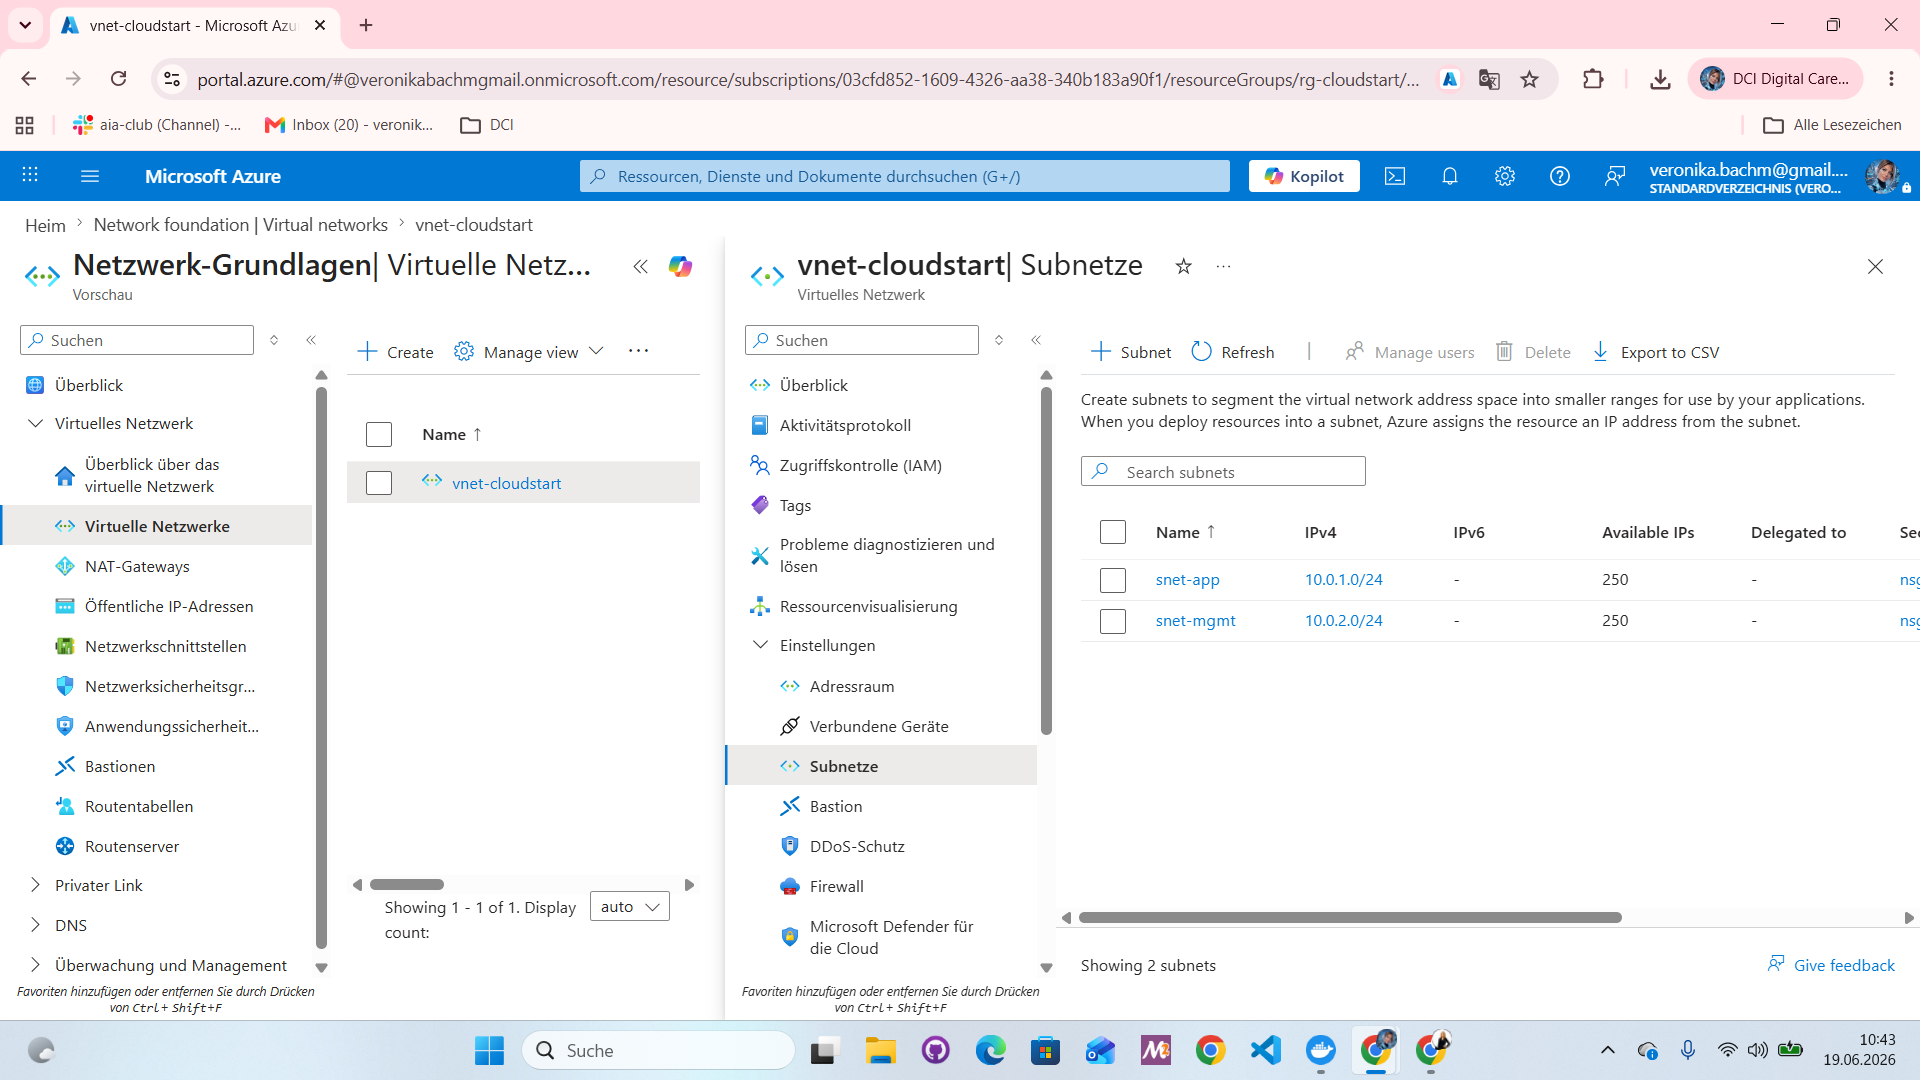 vnet-cloudstart - Microsoft Azu
portal.azure.com/#@veronikabachmgmail.onmicrosoft.com/resource/subscriptions/03cfd852-1609-4326-aa38-340b183a90f1/resourceGroups/rg-cloudstart/...
DCI Digital Care...
aia-club (Channel) -...
Inbox (20) - veronik...
DCI
Alle Lesezeichen
Microsoft Azure
Ressourcen, Dienste und Dokumente durchsuchen (G+/)
Copilot
veronika.bachm@gmail....
STANDARDVERZEICHNIS (VERO...
Heim > Network foundation | Virtual networks > vnet-cloudstart
Netzwerk-Grundlagen| Virtuelle Netz...
Vorschau
Suchen
Überblick
Virtuelles Netzwerk
Überblick über das
virtuelle Netzwerk
Virtuelle Netzwerke
NAT-Gateways
Öffentliche IP-Adressen
Netzwerkschnittstellen
Netzwerksicherheitsgr...
Anwendungssicherheit...
Bastionen
Routentabellen
Routenserver
Privater Link
DNS
Überwachung und Management
Favoriten hinzufügen oder entfernen Sie durch Drücken
von Ctrl+ Shift+F
Create
Manage view
Name ↑
vnet-cloudstart
Showing 1 - 1 of 1. Display
count:
auto
vnet-cloudstart| Subnetze
Virtuelles Netzwerk
Suchen
Überblick
Aktivitätsprotokoll
Zugriffskontrolle (IAM)
Tags
Probleme diagnostizieren und
lösen
Ressourcenvisualisierung
Einstellungen
Adressraum
Verbundene Geräte
Subnetze
Bastion
DDoS-Schutz
Firewall
Microsoft Defender für
die Cloud
Favoriten hinzufügen oder entfernen Sie durch Drücken
von Ctrl+ Shift+F
Subnet
Refresh
Manage users
Delete
Export to CSV
Create subnets to segment the virtual network address space into smaller ranges for use by your applications.
When you deploy resources into a subnet, Azure assigns the resource an IP address from the subnet.
Search subnets
Name ↑ IPv4 IPv6 Available IPs Delegated to Sec
snet-app 10.0.1.0/24 - 250 - nsg
snet-mgmt 10.0.2.0/24 - 250 - nsg
Showing 2 subnets
Give feedback
Suche
10:43
19.06.2026